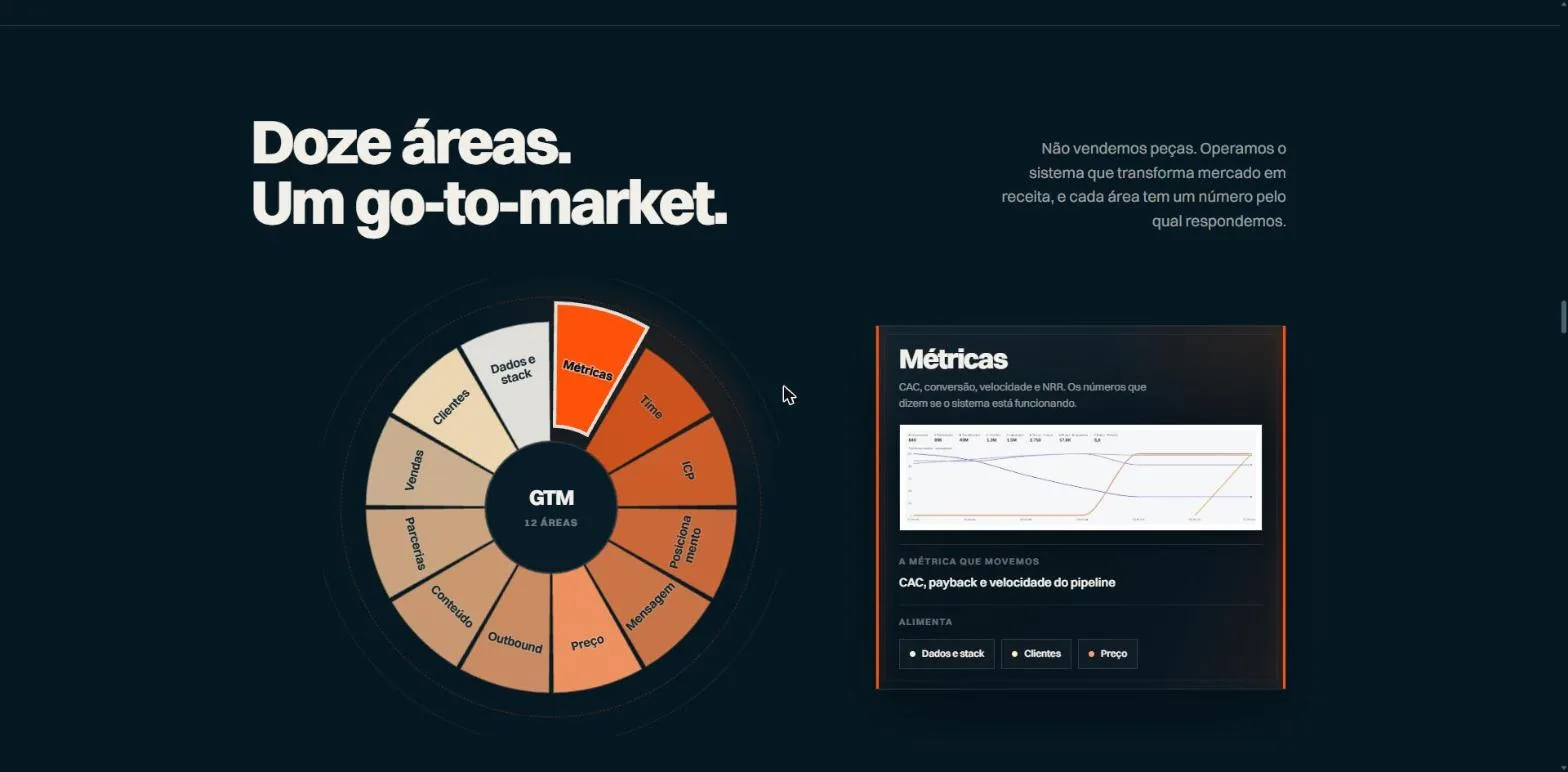 Doze áreas.
Um go-to-market.
Não vendemos peças. Operamos o
sistema que transforma mercado em
receita, e cada área tem um número pelo
qual respondemos.
Métricas
Time
ICP
Posiciona
mento
Mensagem
Preço
Outbound
Conteúdo
Parcerias
Vendas
Clientes
Dados e
stack
GTM
12 ÁREAS
Métricas
CAC, conversão, velocidade e NRR. Os números que
dizem se o sistema está funcionando.
A MÉTRICA QUE MOVEMOS
CAC, payback e velocidade do pipeline
ALIMENTA
Dados e stack
Clientes
Preço